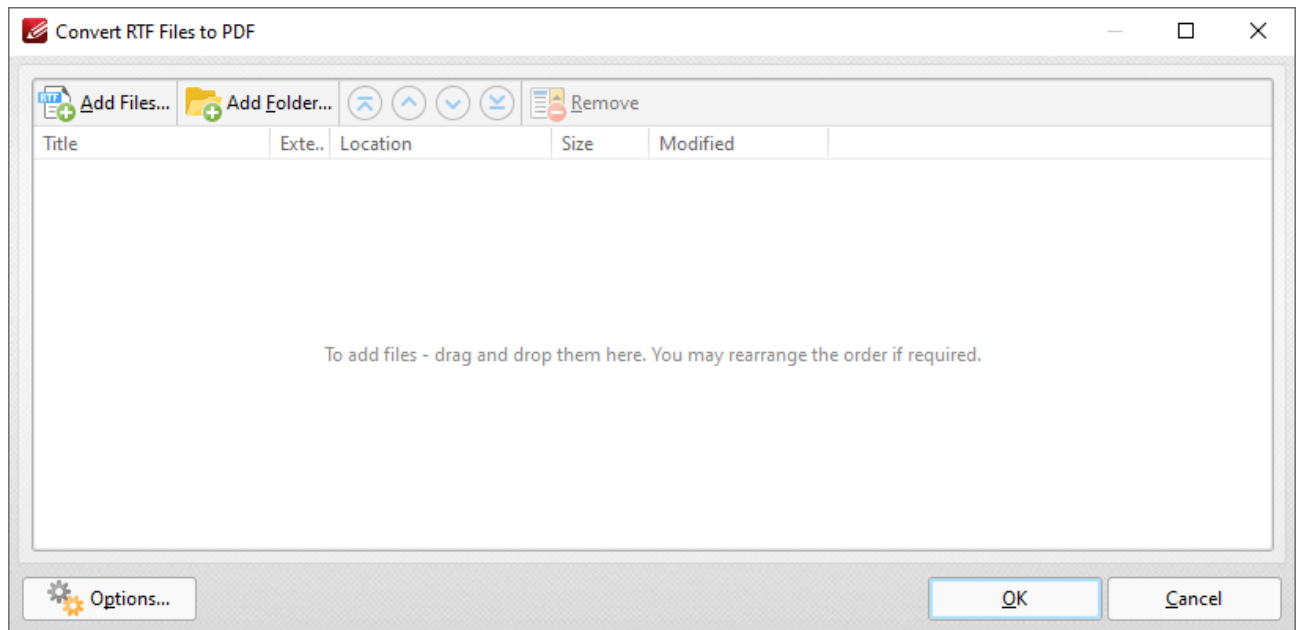 Convert RTF Files to PDF
RTF Add Files... Add Folder... Remove
Title Exte.. Location Size Modified
To add files - drag and drop them here. You may rearrange the order if required.
Options... OK Cancel